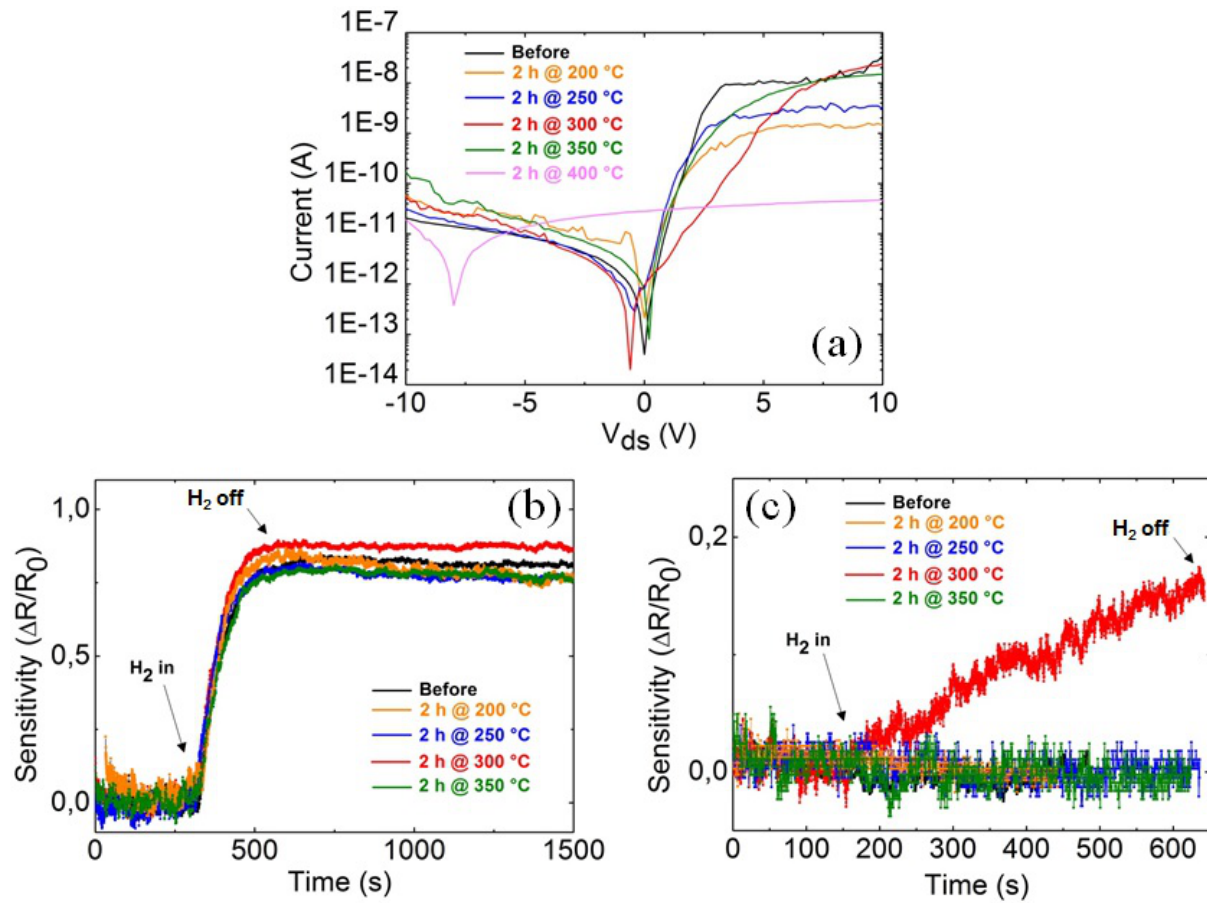 1E-7
1E-8
1E-9
1E-10
1E-11
1E-12
1E-13
1E-14
Current (A)
Before
2 h @ 200 °C
2 h @ 250 °C
2 h @ 300 °C
2 h @ 350 °C
2 h @ 400 °C
(a)
-10 -5 0 5 10
Vds (V)
1,0
0,5
0,0
Sensitivity (ΔR/R0)
H2 off
(b)
H2 in
Before
2 h @ 200 °C
2 h @ 250 °C
2 h @ 300 °C
2 h @ 350 °C
0 500 1000 1500
Time (s)
0,2
0,0
Sensitivity (ΔR/R0)
(c)
Before
2 h @ 200 °C
2 h @ 250 °C
2 h @ 300 °C
2 h @ 350 °C
H2 off
H2 in
0 100 200 300 400 500 600
Time (s)